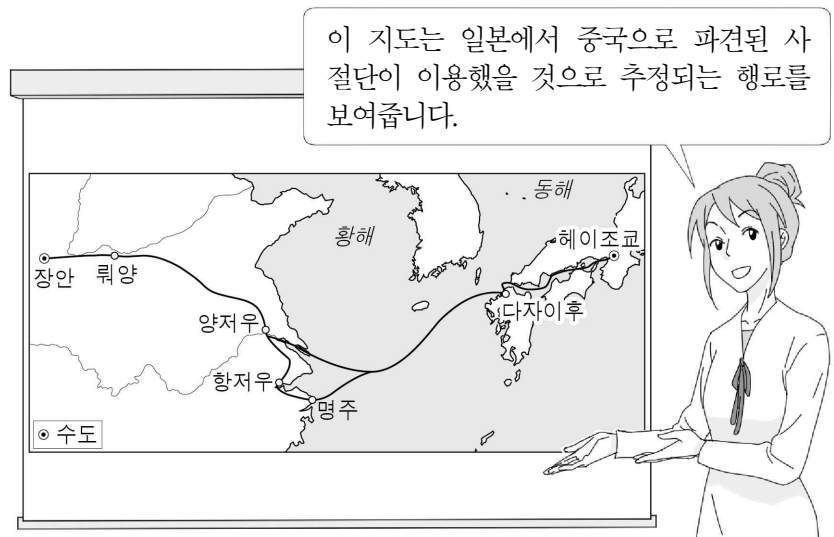 이 지도는 일본에서 중국으로 파견된 사
절단이 이용했을 것으로 추정되는 행로를
보여줍니다.
동해
황해
헤이조쿄
장안
뤄양
다자이후
양저우
항저우
명주
수도